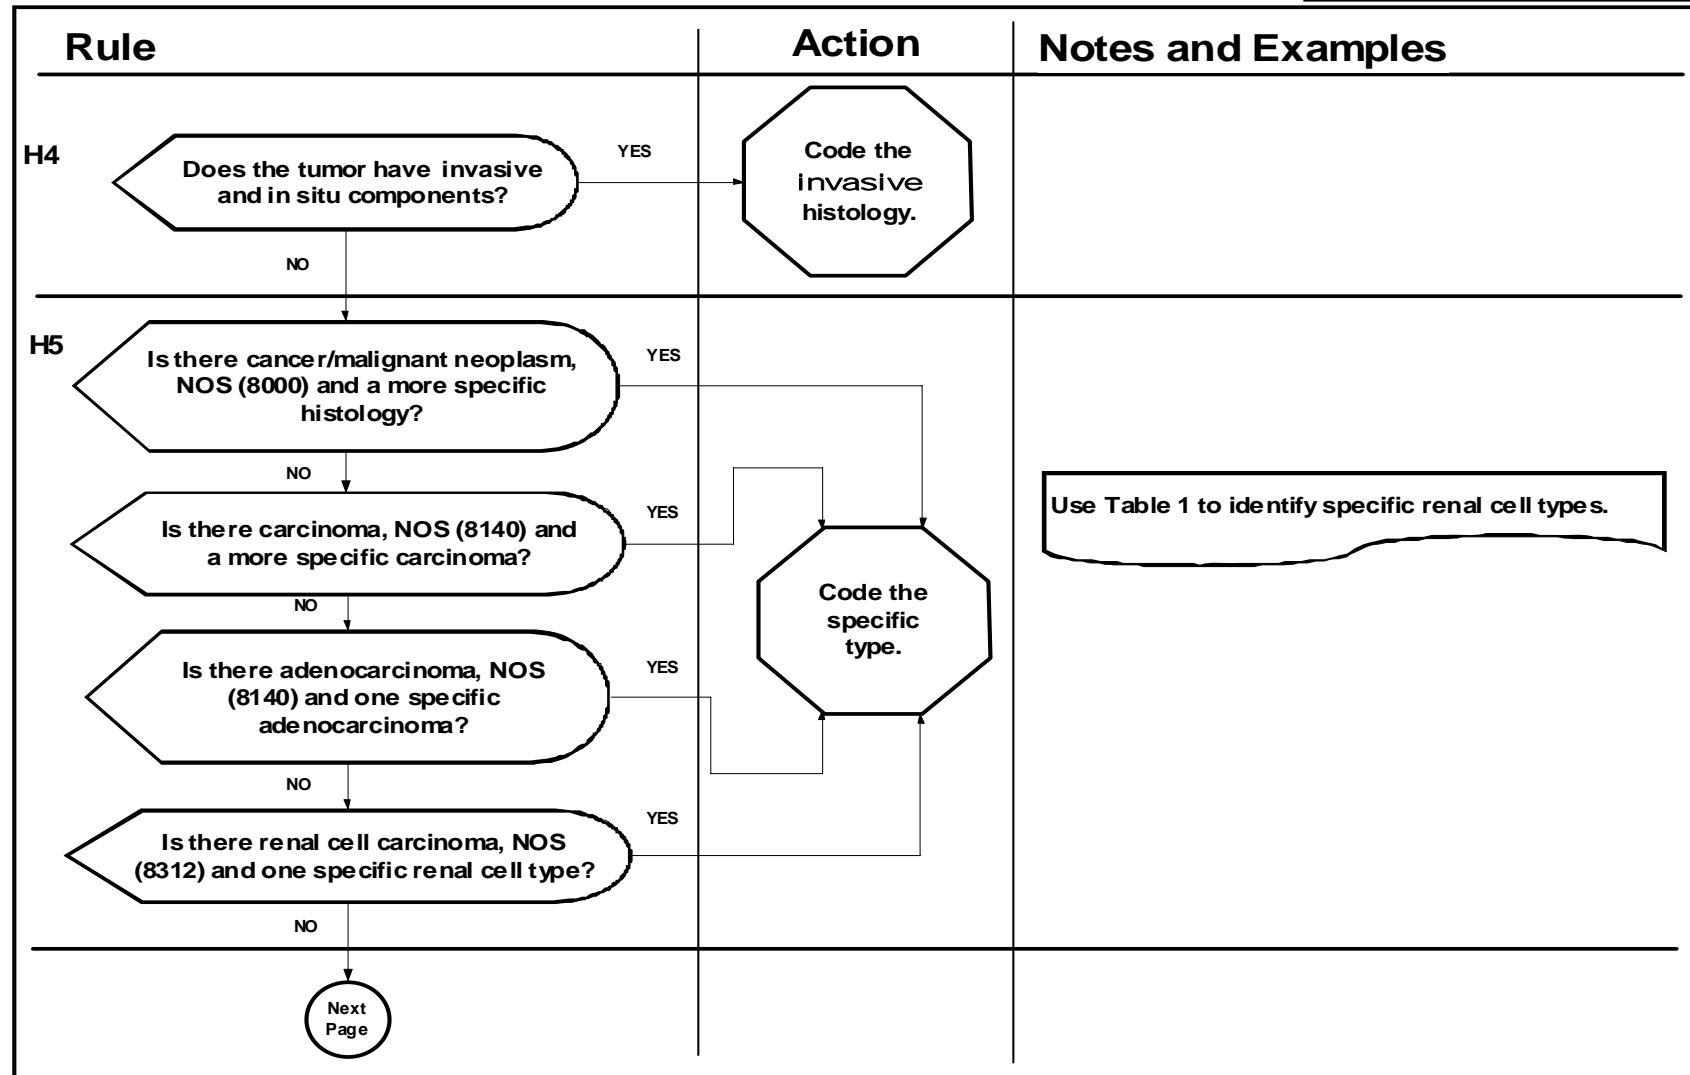 Rule
Action
Notes and Examples
H4
Does the tumor have invasive
and in situ components?
YES
Code the
invasive
histology.
NO
H5
Is there cancer/malignant neoplasm,
NOS (8000) and a more specific
histology?
YES
NO
Is there carcinoma, NOS (8140) and
a more specific carcinoma?
YES
Use Table 1 to identify specific renal cell types.
Code the
specific
type.
NO
Is there adenocarcinoma, NOS
(8140) and one specific
adenocarcinoma?
YES
NO
Is there renal cell carcinoma, NOS
(8312) and one specific renal cell type?
YES
NO
Next
Page